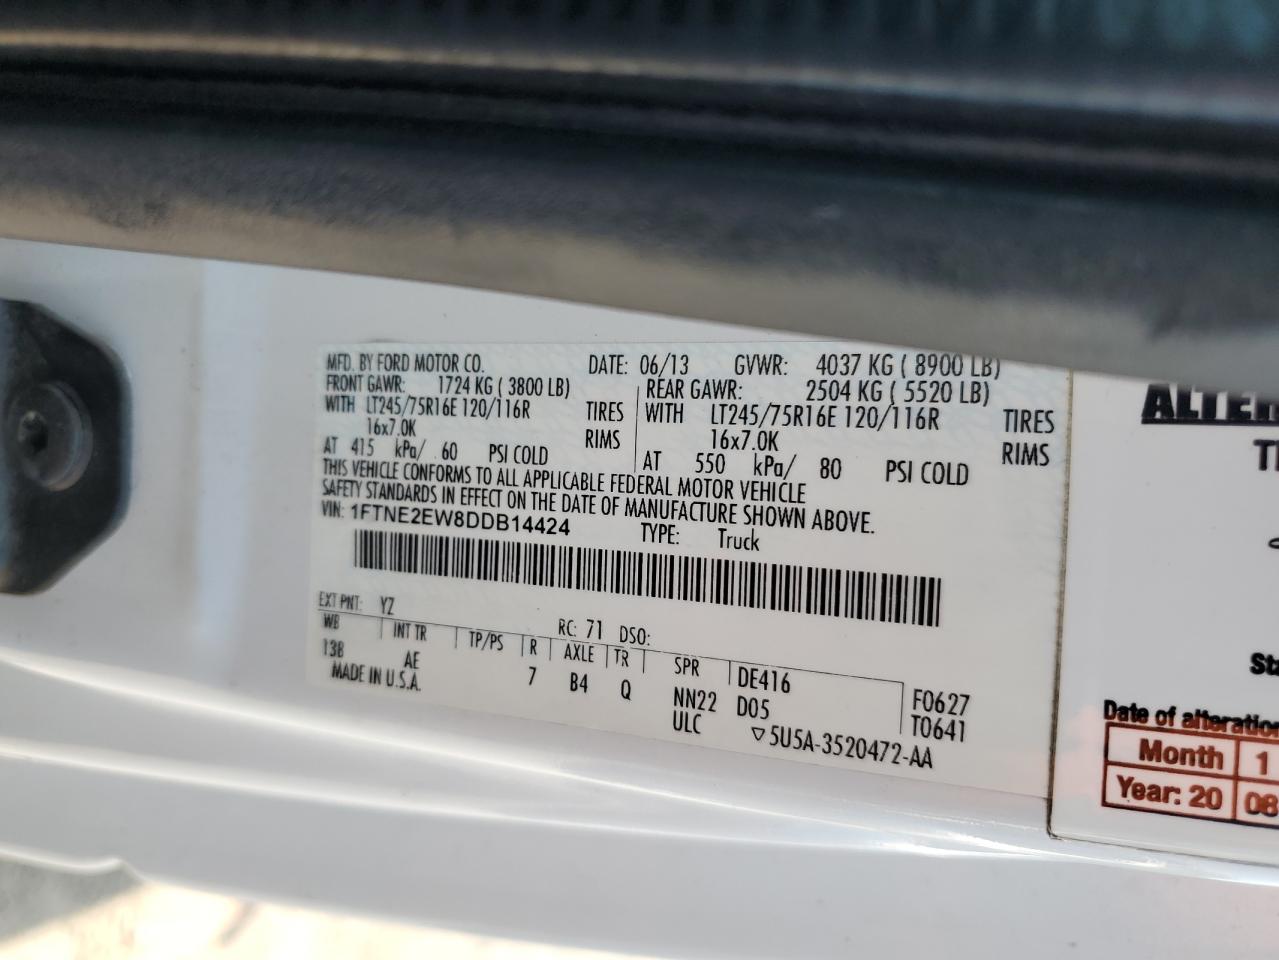 MFD. BY FORD MOTOR CO. DATE: 06/13 GVWR: 4037 KG ( 8900 LB)
FRONT GAWR: 1724 KG ( 3800 LB) REAR GAWR: 2504 KG ( 5520 LB)
WITH LT245/75R16E 120/116R TIRES WITH LT245/75R16E 120/116R TIRES
16x7.0K RIMS 16x7.0K RIMS
AT 415 kPa/ 60 PSI COLD AT 550 kPa/ 80 PSI COLD
THIS VEHICLE CONFORMS TO ALL APPLICABLE FEDERAL MOTOR VEHICLE
SAFETY STANDARDS IN EFFECT ON THE DATE OF MANUFACTURE SHOWN ABOVE.
VIN: 1FTNE2EW8DDB14424 TYPE: Truck
EXT PNT: YZ RC: 71 DSO:
WB INT TR TP/PS R AXLE TR SPR DE416 F0627
138 AE 7 B4 Q NN22 D05 T0641
MADE IN U.S.A. ULC ▽5U5A-3520472-AA
ALTER
Date of alteration
Month 1
Year: 20 08